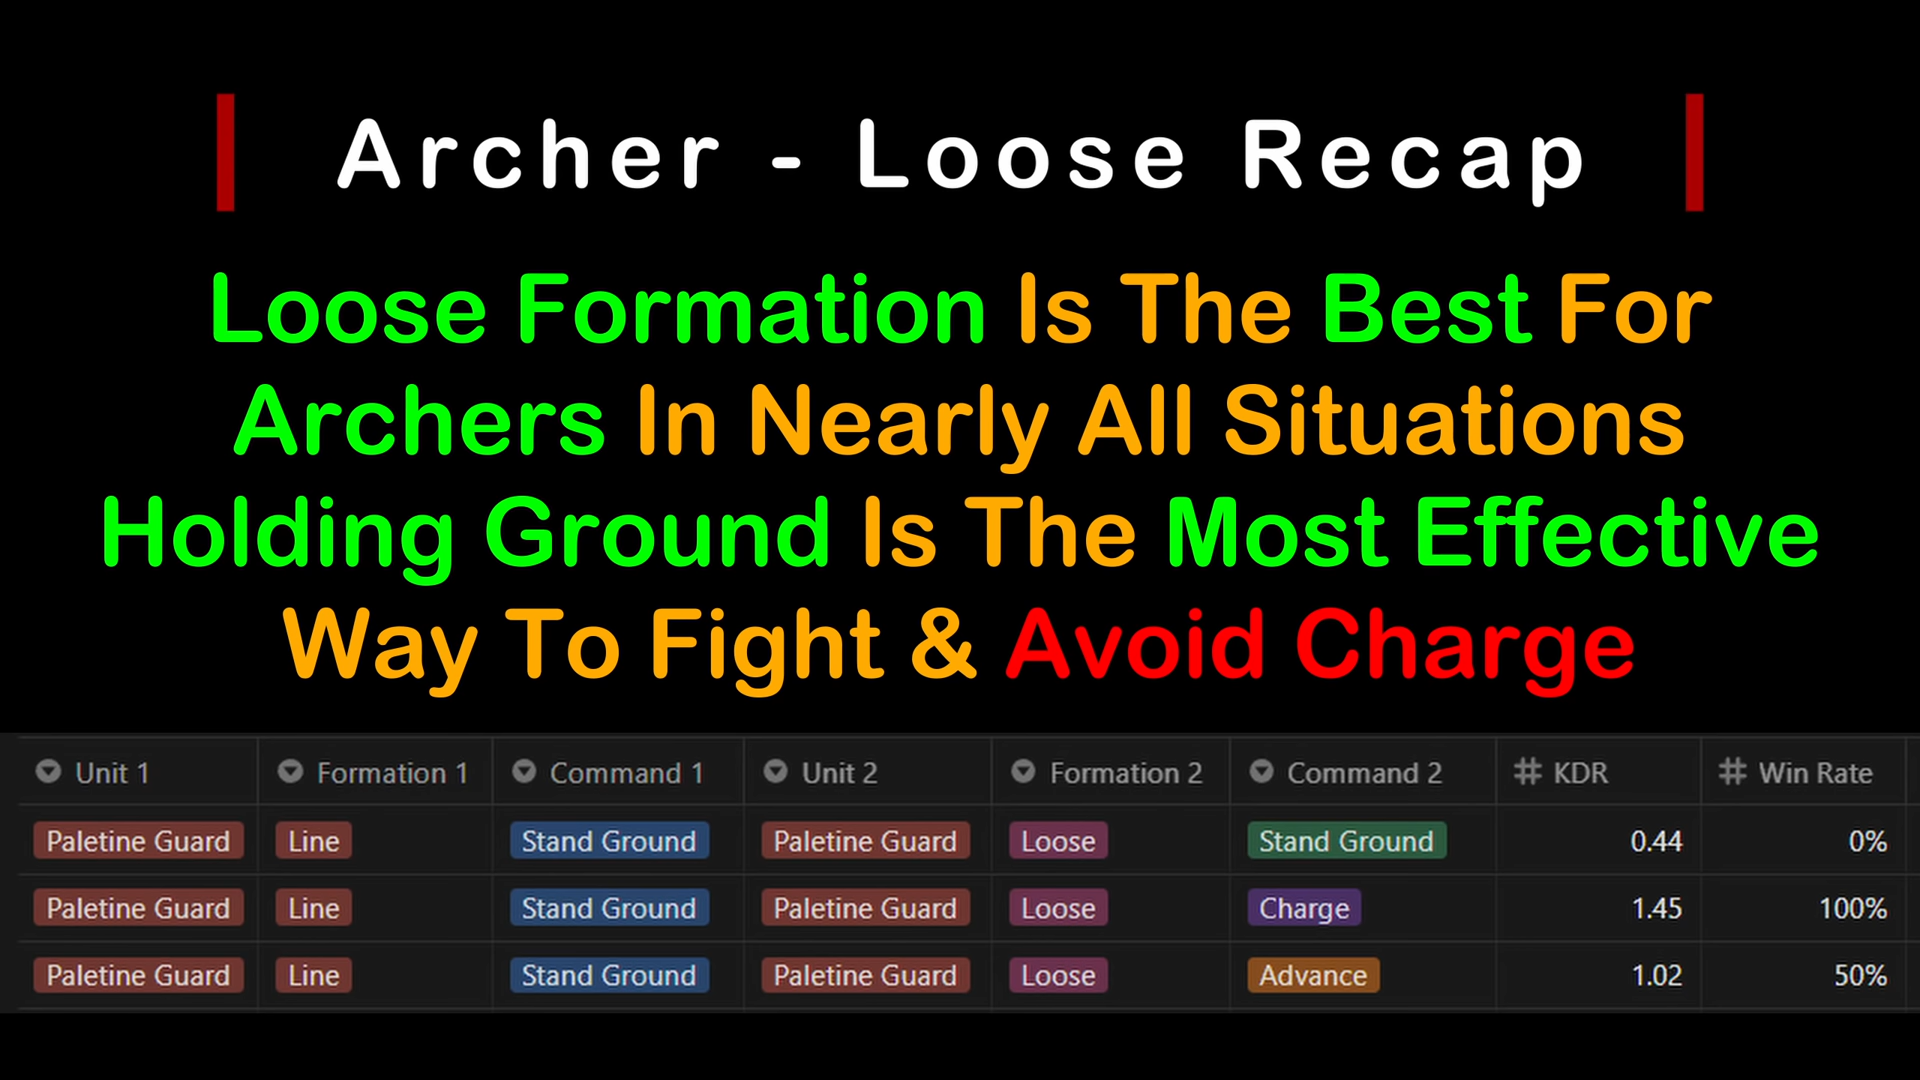 Archer - Loose Recap
Loose Formation Is The Best For
Archers In Nearly All Situations
Holding Ground Is The Most Effective
Way To Fight & Avoid Charge
Unit 1 Formation 1 Command 1 Unit 2 Formation 2 Command 2 # KDR # Win Rate
Paletine Guard Line Stand Ground Paletine Guard Loose Stand Ground 0.44 0%
Paletine Guard Line Stand Ground Paletine Guard Loose Charge 1.45 100%
Paletine Guard Line Stand Ground Paletine Guard Loose Advance 1.02 50%